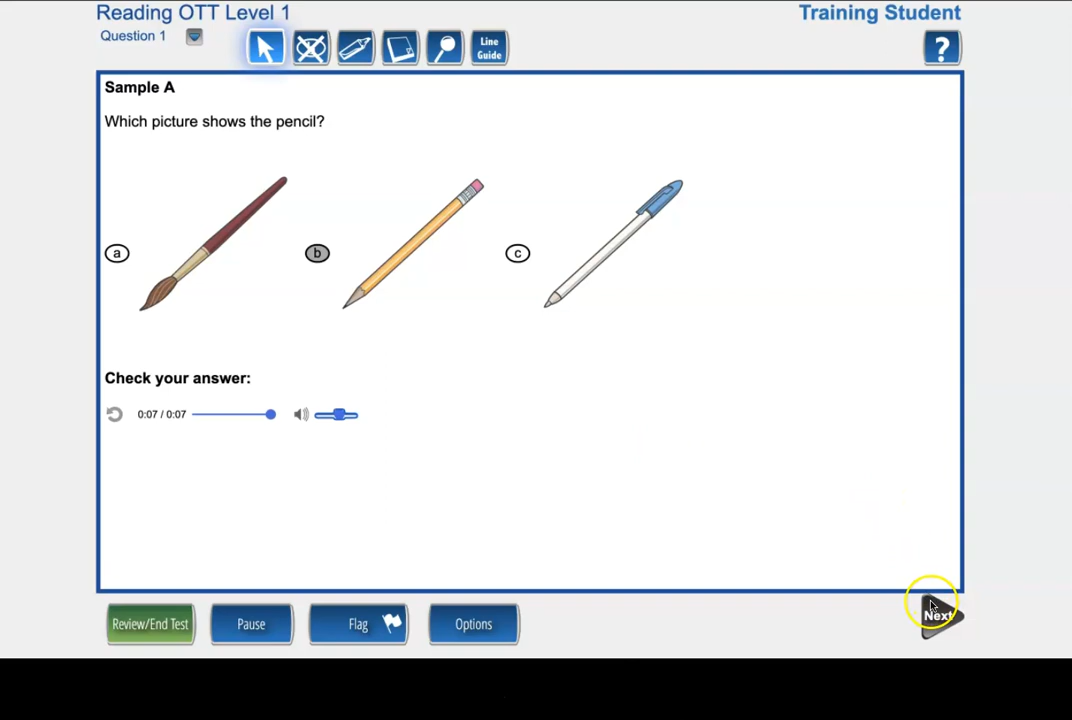 Reading OTT Level 1
Training Student
Question 1
Line
Guide
?
Sample A
Which picture shows the pencil?
a
b
c
Check your answer:
0:07 / 0:07
Review/End Test
Pause
Flag
Options
Next